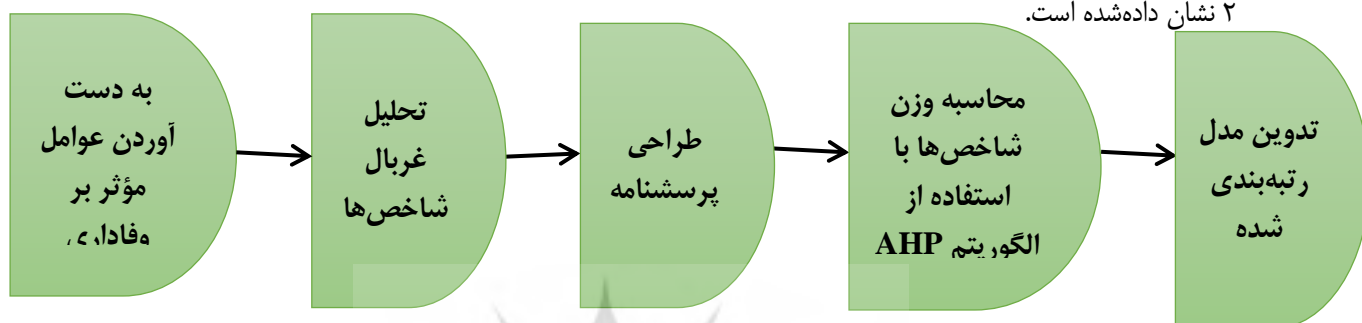 ۲ نشان داده‌شده است.
به دست
آوردن عوامل
مؤثر بر
وفاداری
تحلیل
غربال
شاخص‌ها
طراحی
پرسشنامه
محاسبه وزن
شاخص‌ها با
استفاده از
الگوریتم AHP
تدوین مدل
رتبه‌بندی
شده